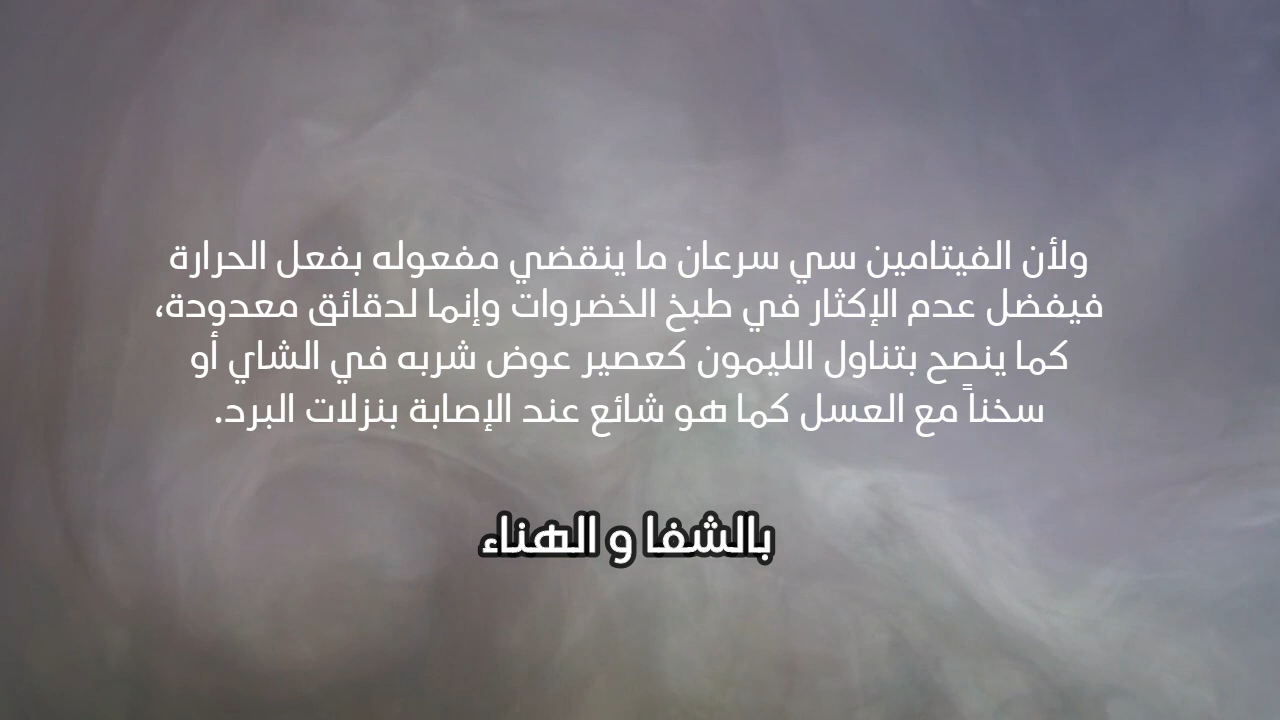 ولأن الفيتامين سي سرعان ما ينقضي مفعوله بفعل الحرارة
فيفضل عدم الإكثار في طبخ الخضروات وإنما لدقائق معدودة،
كما ينصح بتناول الليمون كعصير عوض شربه في الشاي أو
سخناً مع العسل كما هو شائع عند الإصابة بنزلات البرد.
بالشفا و الهناء